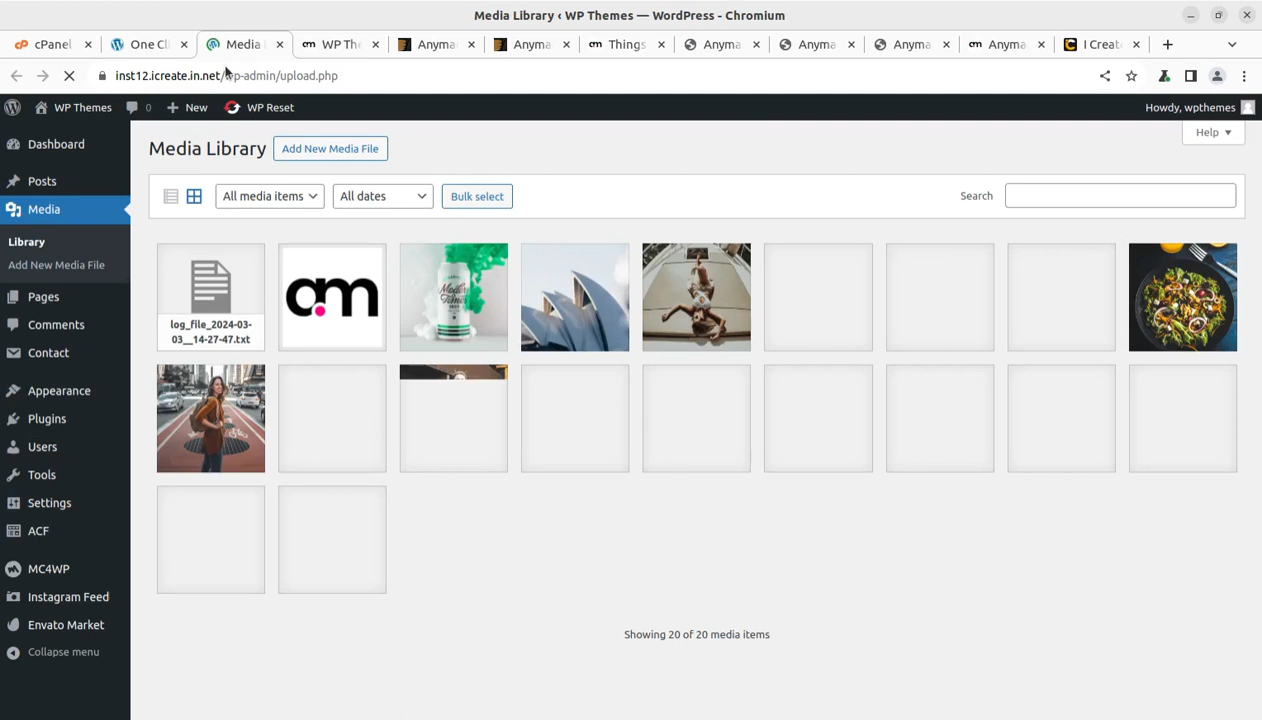 Media Library ‹ WP Themes — WordPress - Chromium
cPanel
One Cl
Media
WP The
Anyma
Anyma
Things
Anyma
Anyma
Anyma
Anyma
I Creat
inst12.icreate.in.net/wp-admin/upload.php
WP Themes
0
New
WP Reset
Howdy, wpthemes
Help
Dashboard
Posts
Media
Library
Add New Media File
Pages
Comments
Contact
Appearance
Plugins
Users
Tools
Settings
ACF
MC4WP
Instagram Feed
Envato Market
Collapse menu
Media Library
Add New Media File
All media items
All dates
Bulk select
Search
log_file_2024-03-
03__14-27-47.txt
am
Modern
Times
Showing 20 of 20 media items